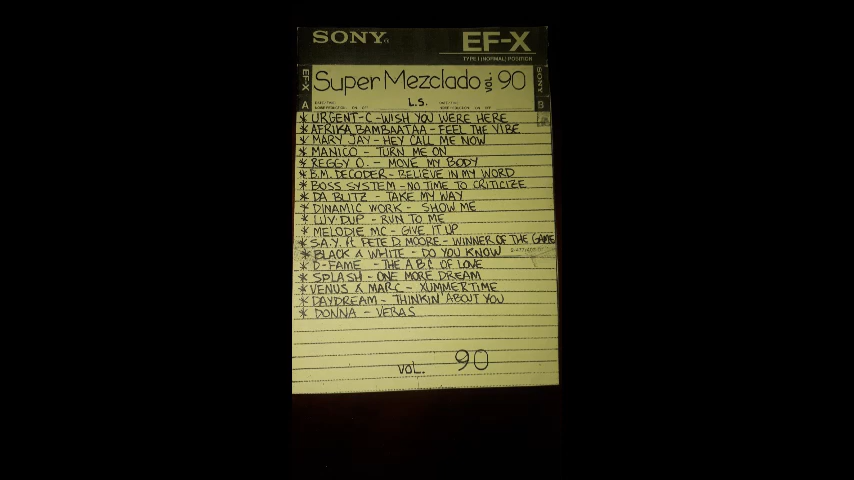 SONY. EF-X
TYPE I (NORMAL) POSITION
EF-X Super Mezclado VOL. 90 SONY
A L.S. B
* URGENT-C - WISH YOU WERE HERE
* AFRIKA BAMBAATAA - FEEL THE VIBE
* MARY JAY - HEY CALL ME NOW
* MANICO - TURN ME ON
* REGGY O. - MOVE MY BODY
* B.M. DECODER - BELIEVE IN MY WORD
* BOSS SYSTEM - NO TIME TO CRITICIZE
* DA BLITZ - TAKE MY WAY
* DINAMIC WORK - SHOW ME
* LUV DUP - RUN TO ME
* MELODIE MC - GIVE IT UP
* S.A.Y. ft PETE D. MOORE - WINNER OF THE GAME
* BLACK & WHITE - DO YOU KNOW
* D-FAME - THE A B C OF LOVE
* SPLASH - ONE MORE DREAM
* VENUS & MARC - XUMMERTIME
* DAYDREAM - THINKIN' ABOUT YOU
* DONNA - VERAS
VOL. 90